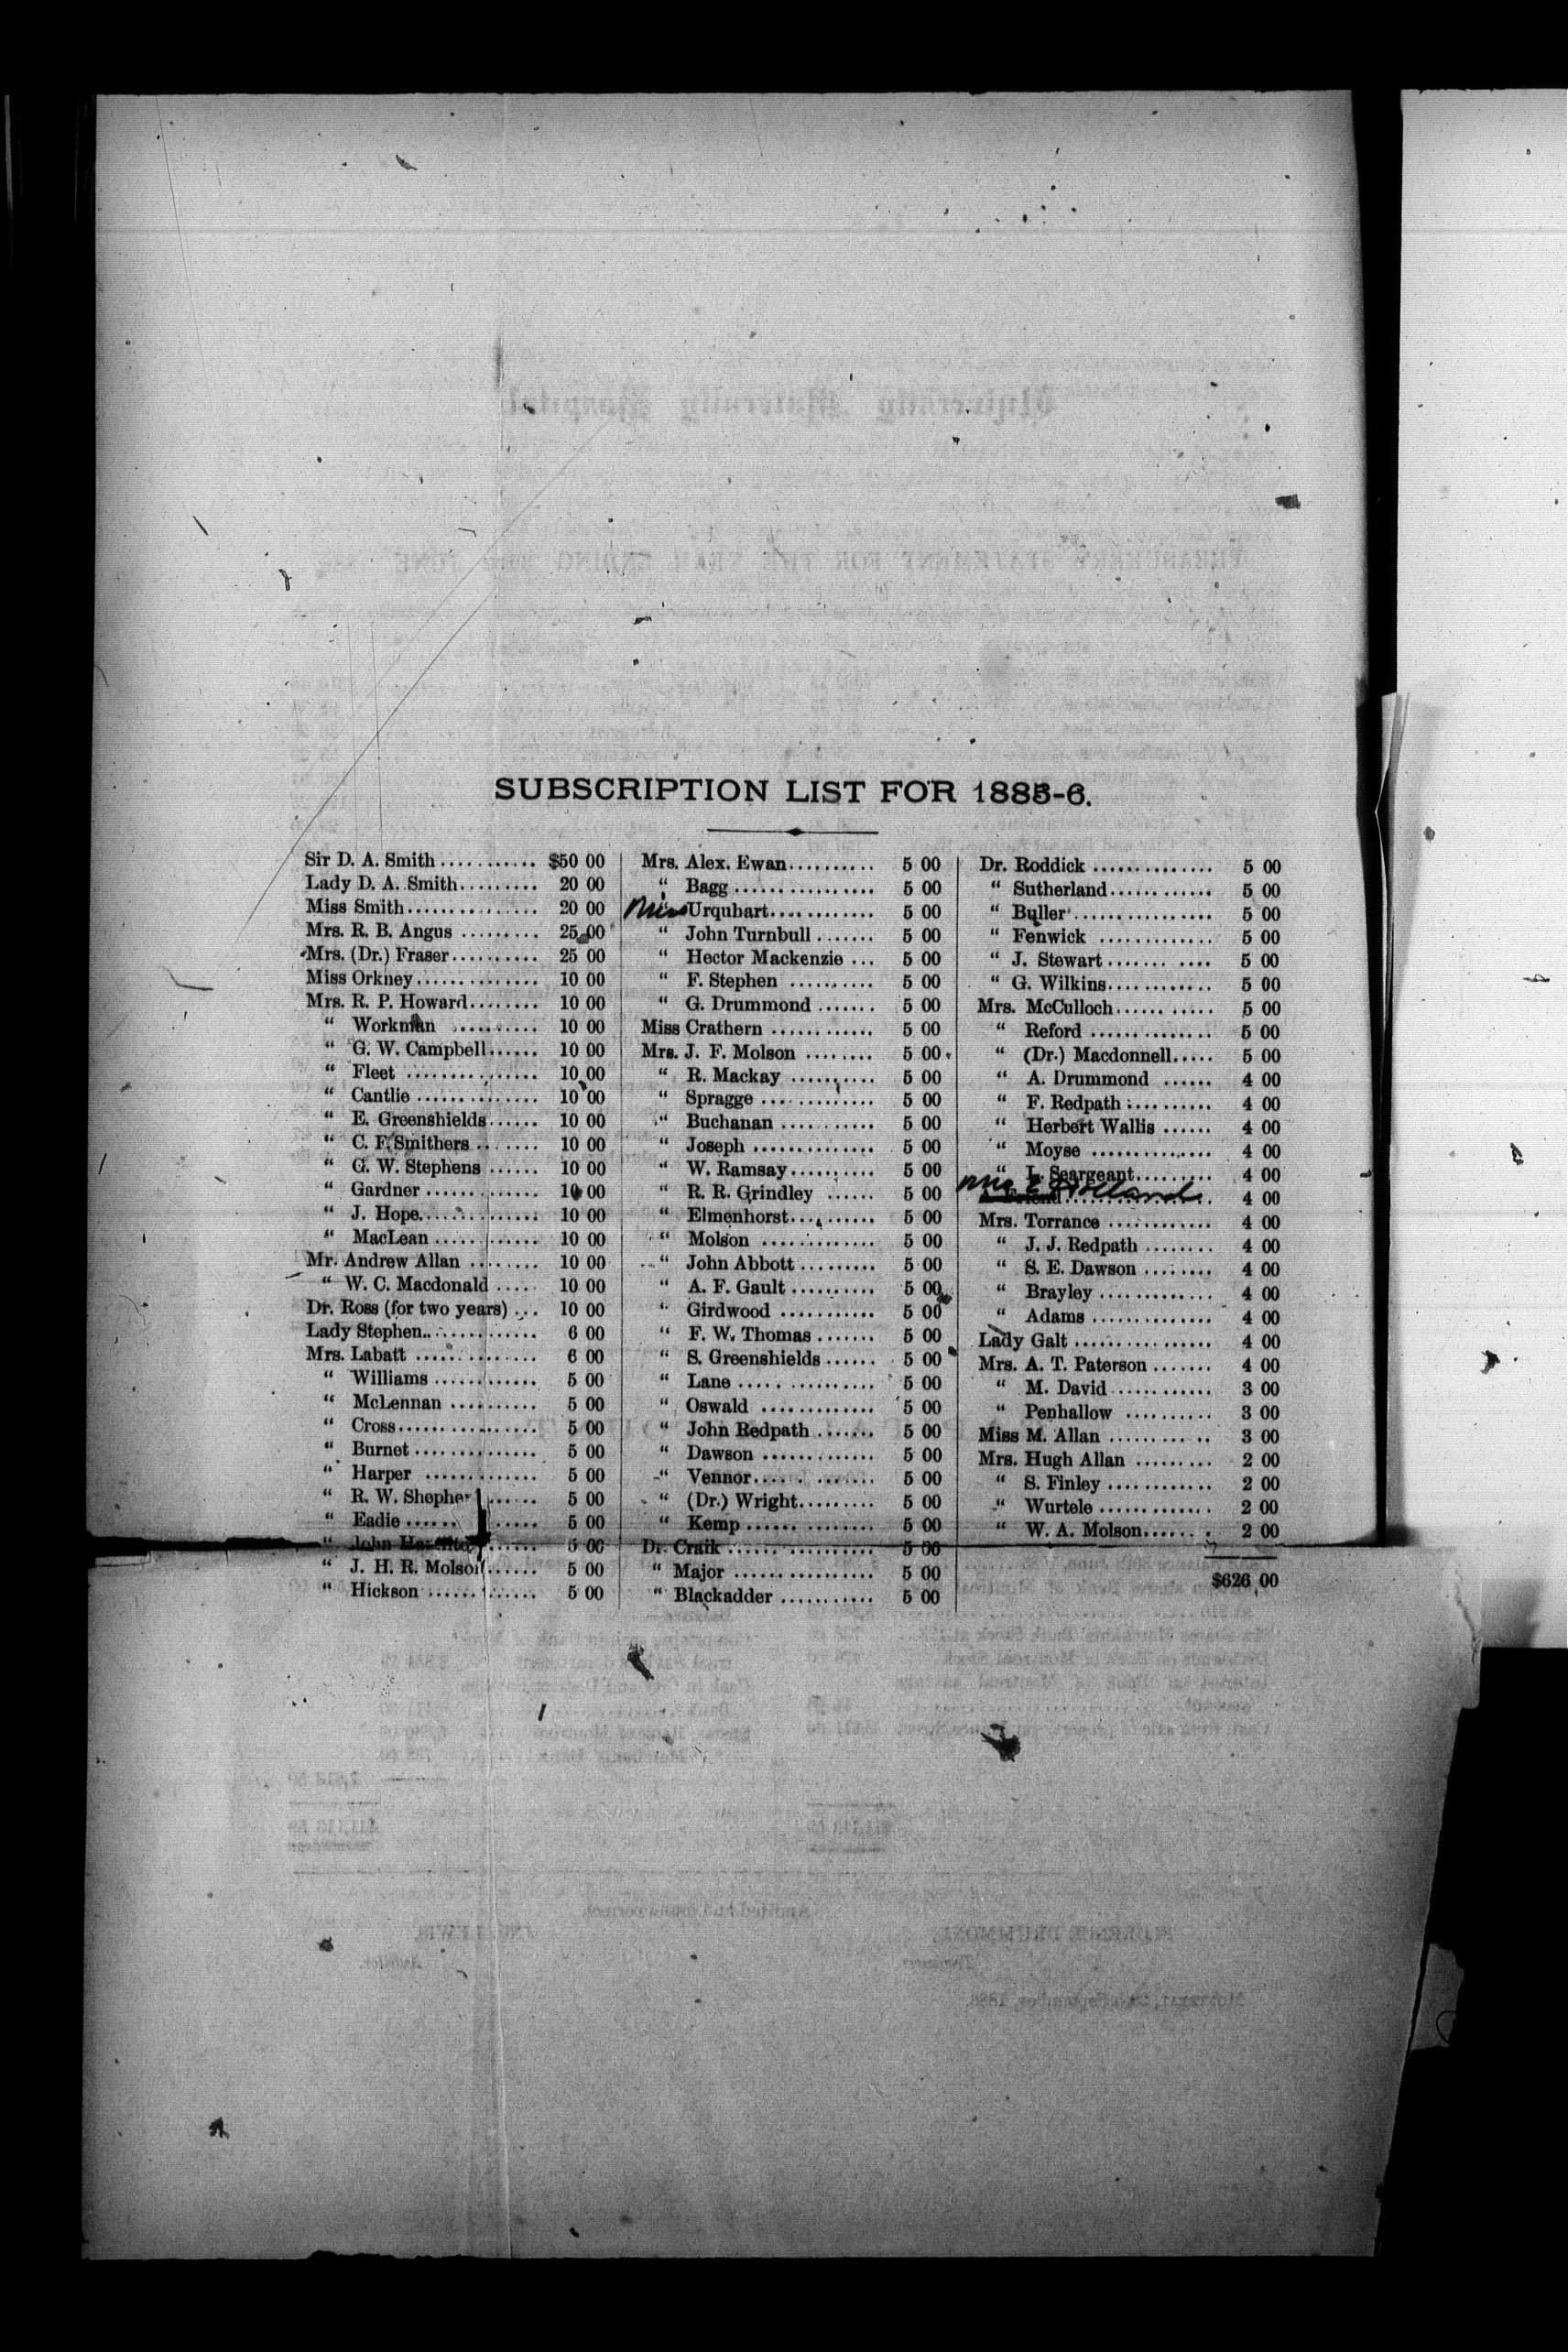 SUBSCRIPTION LIST FOR 1885-6.
Sir D. A. Smith ........... $50 00
Lady D. A. Smith ......... 20 00
Miss Smith ............... 20 00
Mrs. R. B. Angus ......... 25 00
Mrs. (Dr.) Fraser .......... 25 00
Miss Orkney .............. 10 00
Mrs. R. P. Howard ........ 10 00
“ Workman .......... 10 00
“ G. W. Campbell ...... 10 00
“ Fleet ............... 10 00
“ Cantlie .............. 10 00
“ E. Greenshields ...... 10 00
“ C. F. Smithers ....... 10 00
“ G. W. Stephens ...... 10 00
“ Gardner ............. 10 00
“ J. Hope .............. 10 00
“ MacLean ............ 10 00
Mr. Andrew Allan ........ 10 00
“ W. C. Macdonald ..... 10 00
Dr. Ross (for two years) ... 10 00
Lady Stephen ............. 6 00
Mrs. Labatt .............. 6 00
“ Williams ............ 5 00
“ McLennan .......... 5 00
“ Cross ................ 5 00
“ Burnet .............. 5 00
“ Harper ............. 5 00
“ R. W. Shepher ...... 5 00
“ Eadie ........... 5 00
“ John ...... 5 00
“ J. H. R. Molson ...... 5 00
“ Hickson ............ 5 00
Mrs. Alex. Ewan .......... 5 00
“ Bagg ................ 5 00
Miss Urquhart ............ 5 00
“ John Turnbull ....... 5 00
“ Hector Mackenzie ... 5 00
“ F. Stephen .......... 5 00
“ G. Drummond ....... 5 00
Miss Crathern ............ 5 00
Mrs. J. F. Molson ........ 5 00
“ R. Mackay .......... 5 00
“ Spragge ............. 5 00
“ Buchanan ........... 5 00
“ Joseph .............. 5 00
“ W. Ramsay .......... 5 00
“ R. R. Grindley ...... 5 00
“ Elmenhorst .......... 5 00
“ Molson ............. 5 00
“ John Abbott ......... 5 00
“ A. F. Gault .......... 5 00
“ Girdwood ........... 5 00
“ F. W. Thomas ....... 5 00
“ S. Greenshields ...... 5 00
“ Lane ............... 5 00
“ Oswald ............. 5 00
“ John Redpath ....... 5 00
“ Dawson ............. 5 00
“ Vennor .............. 5 00
“ (Dr.) Wright ......... 5 00
“ Kemp .............. 5 00
Dr. Craik ................ 5 00
“ Major ................ 5 00
“ Blackadder ........... 5 00
Dr. Roddick .............. 5 00
“ Sutherland ............ 5 00
“ Buller ................ 5 00
“ Fenwick ............. 5 00
“ J. Stewart ........... 5 00
“ G. Wilkins ............ 5 00
Mrs. McCulloch ........... 5 00
“ Reford .............. 5 00
“ (Dr.) Macdonnell ..... 5 00
“ A. Drummond ...... 4 00
“ F. Redpath .......... 4 00
“ Herbert Wallis ...... 4 00
“ Moyse .............. 4 00
“ L. Seargeant ......... 4 00
Holland 4 00
Mrs. Torrance ............ 4 00
“ J. J. Redpath ........ 4 00
“ S. E. Dawson ........ 4 00
“ Brayley ............. 4 00
“ Adams .............. 4 00
Lady Galt ................ 4 00
Mrs. A. T. Paterson ....... 4 00
“ M. David ........... 3 00
“ Penhallow .......... 3 00
Miss M. Allan ........... 3 00
Mrs. Hugh Allan ......... 2 00
“ S. Finley ............ 2 00
“ Wurtele ............. 2 00
“ W. A. Molson ....... 2 00
$626 00